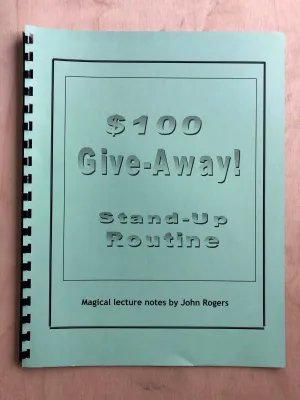 $100
Give-Away!
Stand-Up
Routine
Magical lecture notes by John Rogers